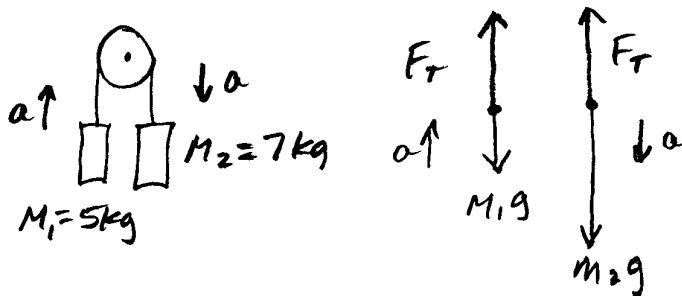 a↑
↓a
M₂=7kg
M₁=5kg
F_T
a↑
M₁g
F_T
↓a
m₂g